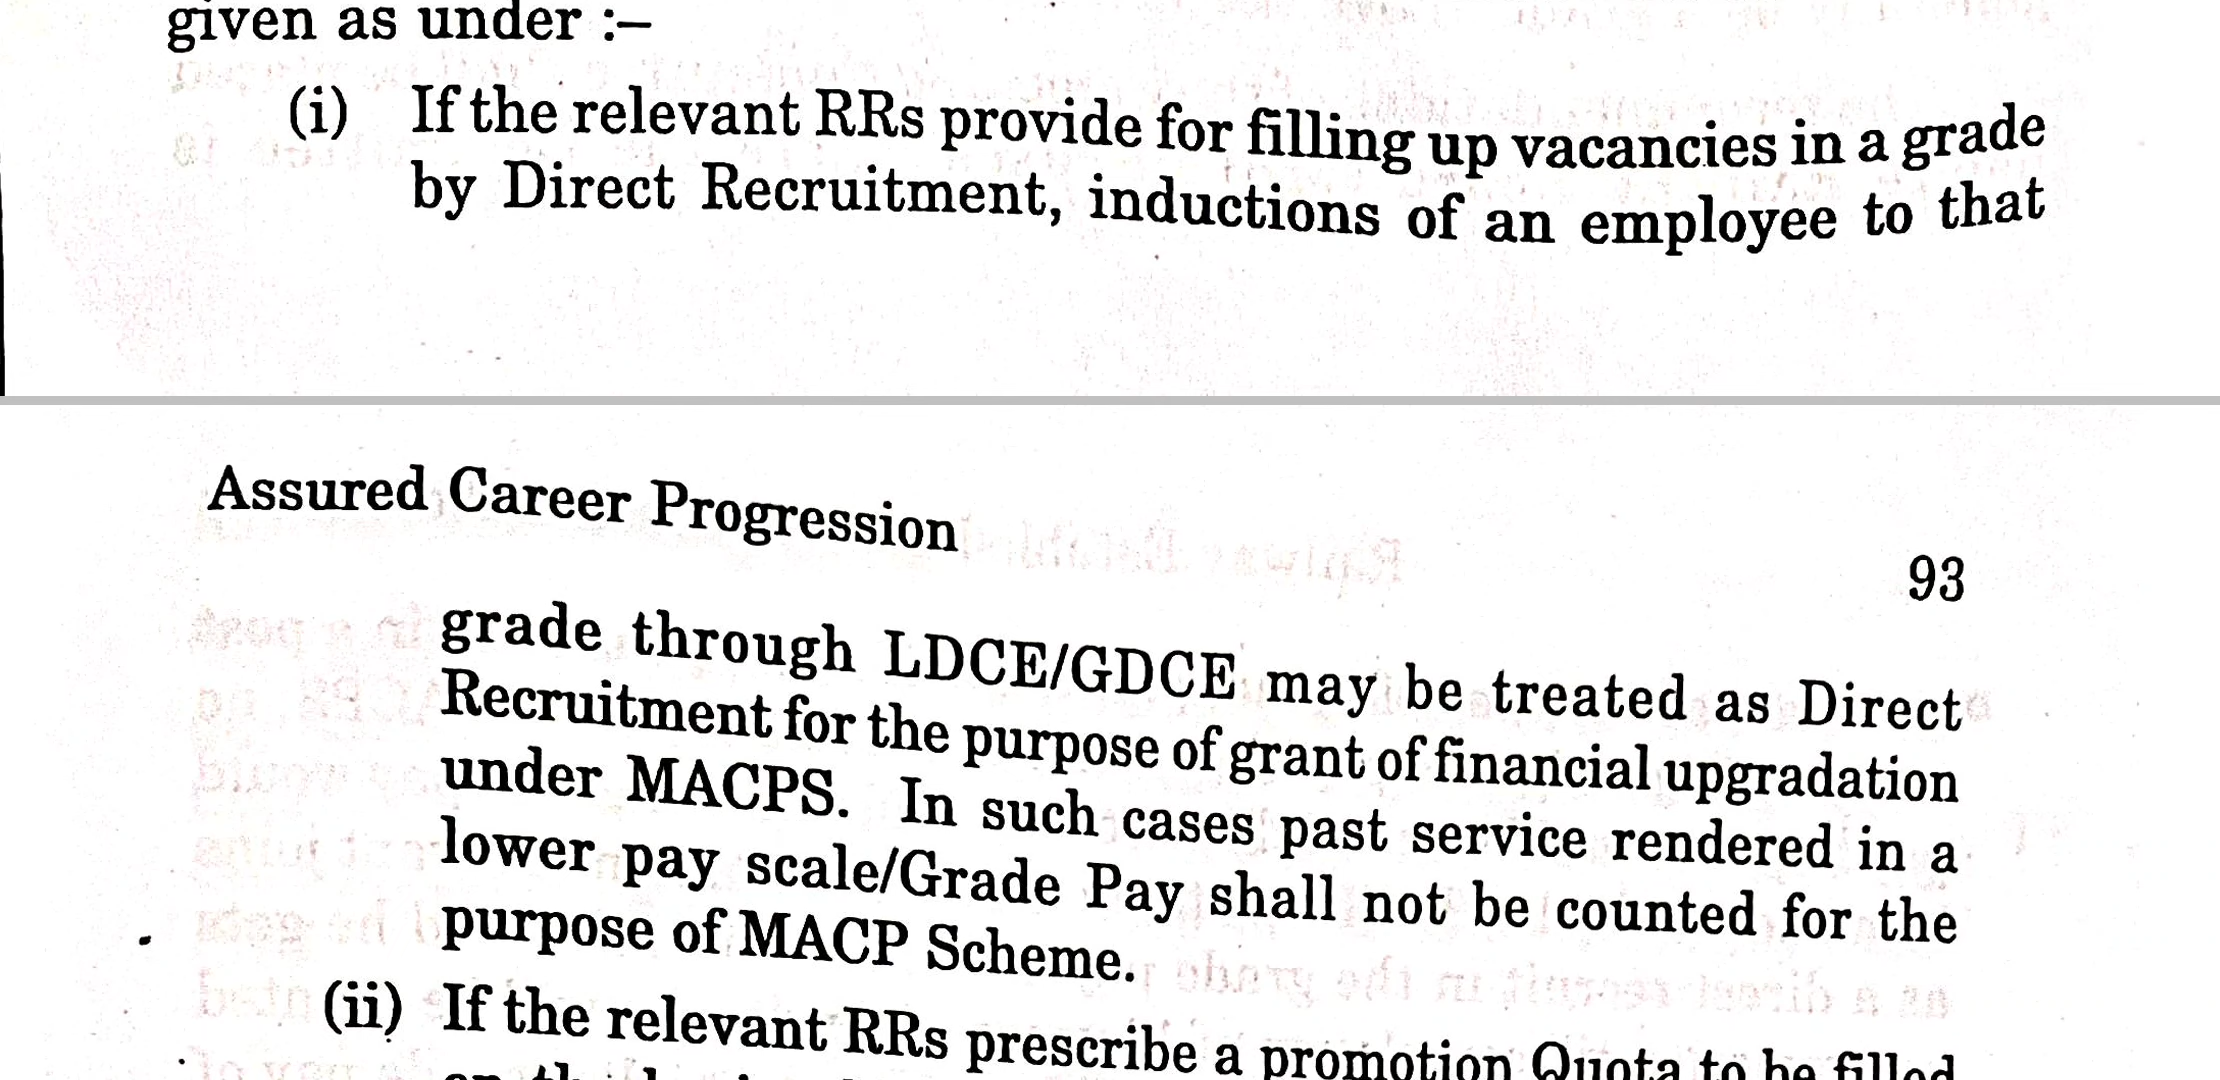 given as under :–
(i) If the relevant RRs provide for filling up vacancies in a grade
by Direct Recruitment, inductions of an employee to that
Assured Career Progression
93
grade through LDCE/GDCE may be treated as Direct
Recruitment for the purpose of grant of financial upgradation
under MACPS. In such cases past service rendered in a
lower pay scale/Grade Pay shall not be counted for the
purpose of MACP Scheme.
(ii) If the relevant RRs prescribe a promotion Quota to be filled